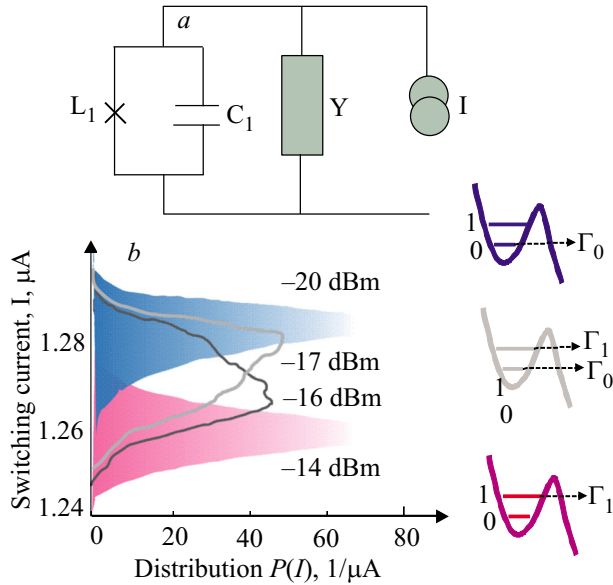 a
L₁
C₁
Y
I
b
Switching current, I, μA
1.28
1.26
1.24
–20 dBm
–17 dBm
–16 dBm
–14 dBm
0
20
40
60
80
Distribution P(I), 1/μA
1
0
Γ₀
Γ₁
Γ₀
1
0
1
Γ₁
0